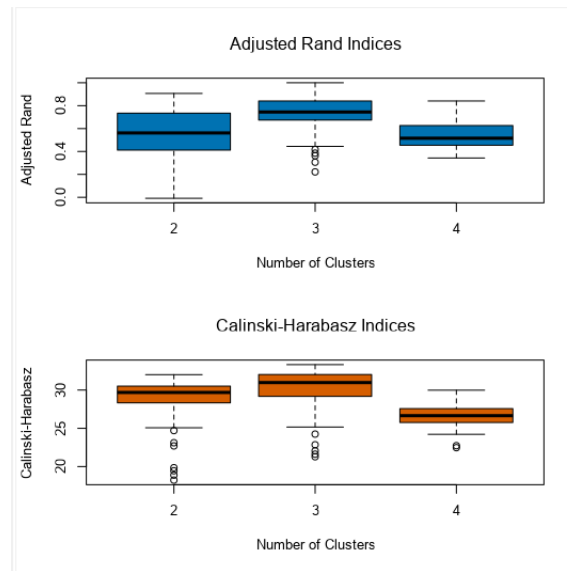 Adjusted Rand Indices
Adjusted Rand
0.8
0.4
0.0
2 3 4
Number of Clusters
Calinski-Harabasz Indices
Calinski-Harabasz
30
25
20
2 3 4
Number of Clusters